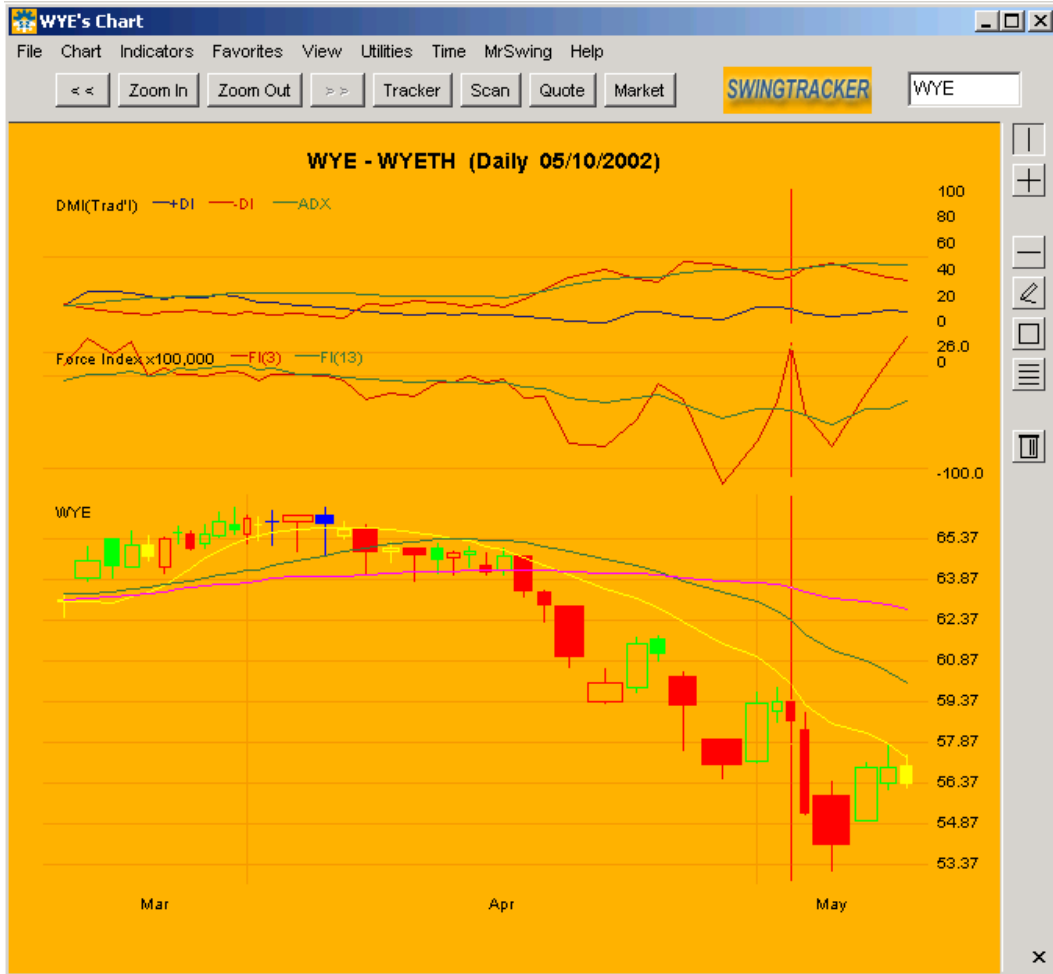 WYE's Chart
File Chart Indicators Favorites View Utilities Time MrSwing Help
< < Zoom In Zoom Out > > Tracker Scan Quote Market SWINGTRACKER WYE
WYE - WYETH (Daily 05/10/2002)
DMI(Trad'l) +DI -DI ADX
100
80
60
40
20
0
Force Index x100,000 FI(3) FI(13)
26.0
0
-100.0
WYE
65.37
63.87
62.37
60.87
59.37
57.87
56.37
54.87
53.37
Mar Apr May